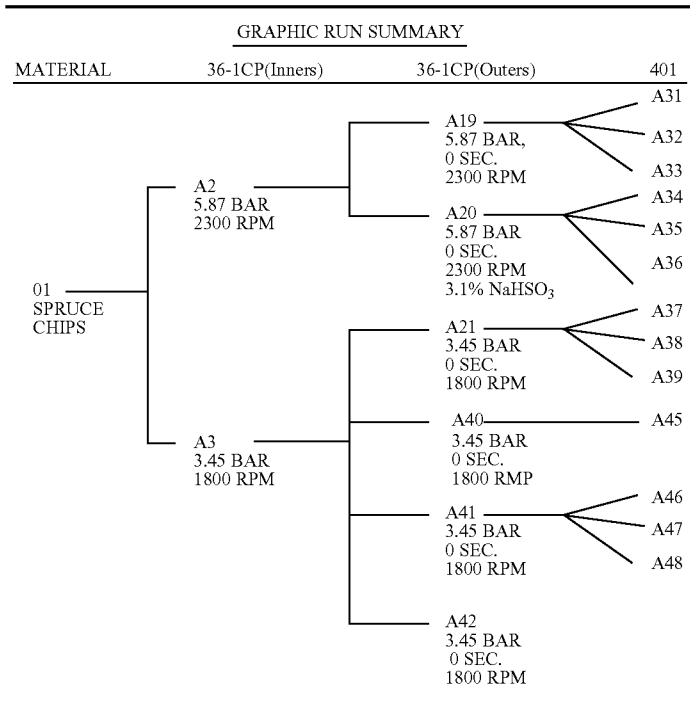 GRAPHIC RUN SUMMARY
MATERIAL 36-1CP(Inners) 36-1CP(Outers) 401
01
SPRUCE
CHIPS
A2
5.87 BAR
2300 RPM
A3
3.45 BAR
1800 RPM
A19
5.87 BAR,
0 SEC.
2300 RPM
A20
5.87 BAR
0 SEC.
2300 RPM
3.1% NaHSO3
A21
3.45 BAR
0 SEC.
1800 RPM
A40
3.45 BAR
0 SEC.
1800 RMP
A41
3.45 BAR
0 SEC.
1800 RPM
A42
3.45 BAR
0 SEC.
1800 RPM
A31
A32
A33
A34
A35
A36
A37
A38
A39
A45
A46
A47
A48